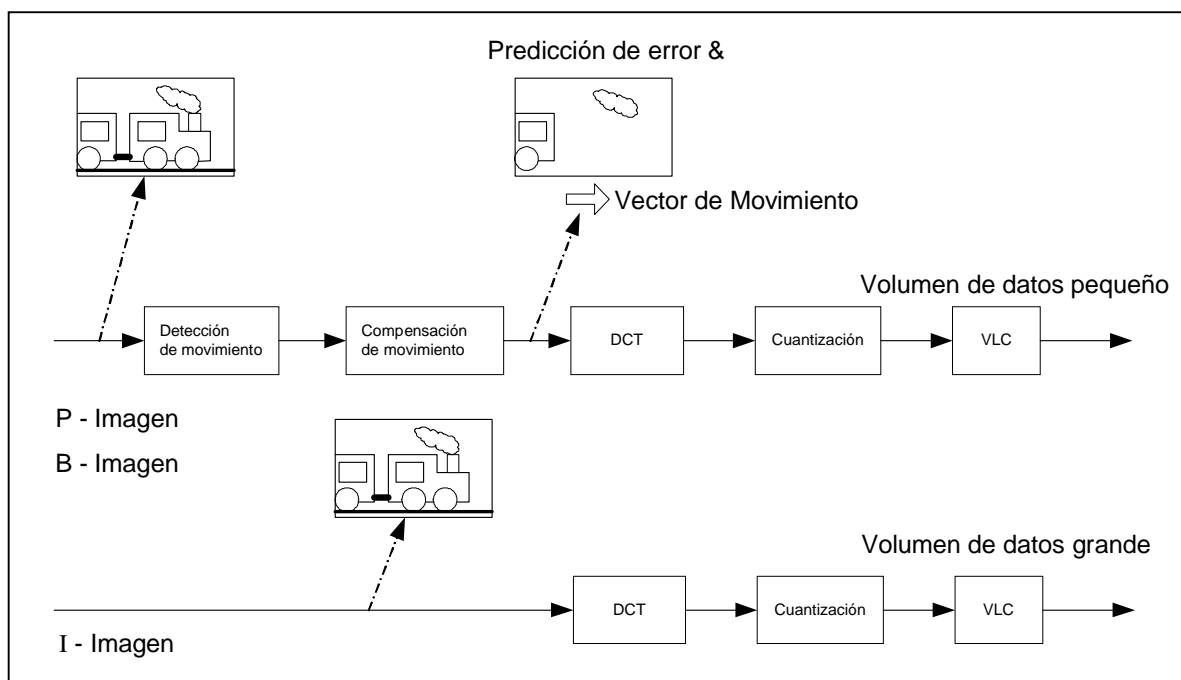 Predicción de error &
Vector de Movimiento
Volumen de datos pequeño
Detección
de movimiento
Compensación
de movimiento
DCT
Cuantización
VLC
P - Imagen
B - Imagen
Volumen de datos grande
DCT
Cuantización
VLC
I - Imagen